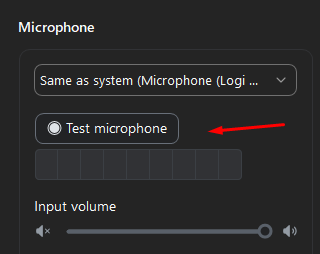 Microphone
Same as system (Microphone (Logi ...
Test microphone
Input volume